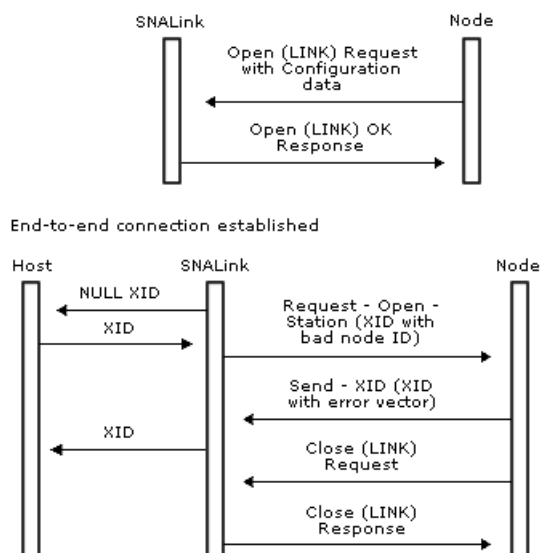 SNALink
Node
Open (LINK) Request
with Configuration
data
Open (LINK) OK
Response
End-to-end connection established
Host
SNALink
Node
NULL XID
XID
Request - Open -
Station (XID with
bad node ID)
Send - XID (XID
with error vector)
XID
Close (LINK)
Request
Close (LINK)
Response